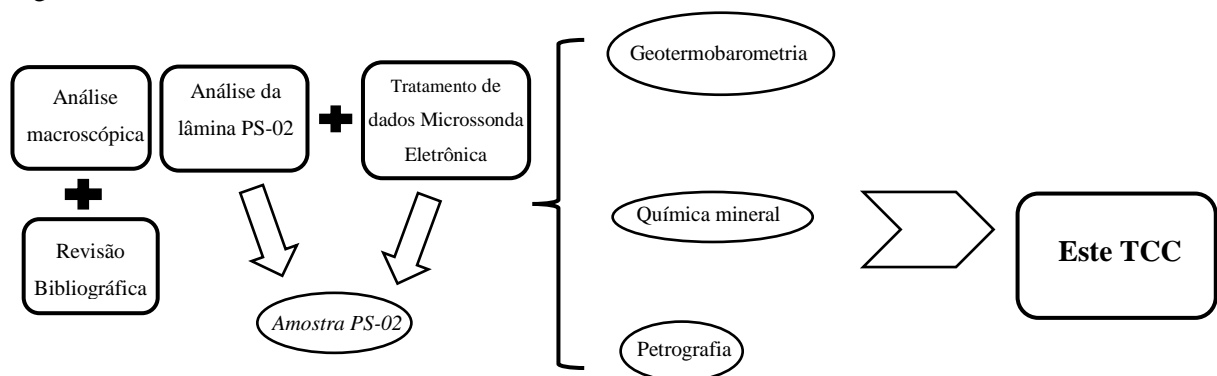 Análise
macroscópica
Revisão
Bibliográfica
Análise da
lâmina PS-02
Tratamento de
dados Microssonda
Eletrônica
Amostra PS-02
Geotermobarometria
Química mineral
Petrografia
Este TCC